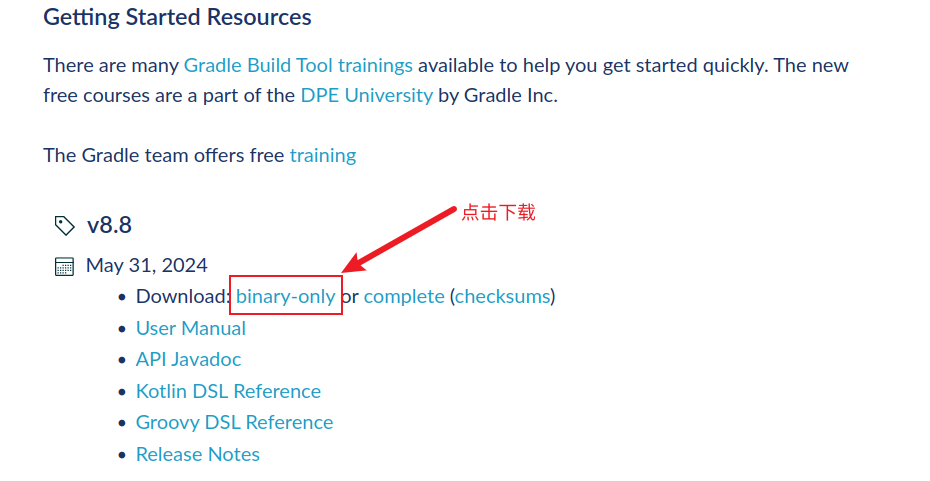 Getting Started Resources
There are many Gradle Build Tool trainings available to help you get started quickly. The new
free courses are a part of the DPE University by Gradle Inc.
The Gradle team offers free training
点击下载
v8.8
May 31, 2024
• Download: binary-only or complete (checksums)
• User Manual
• API Javadoc
• Kotlin DSL Reference
• Groovy DSL Reference
• Release Notes